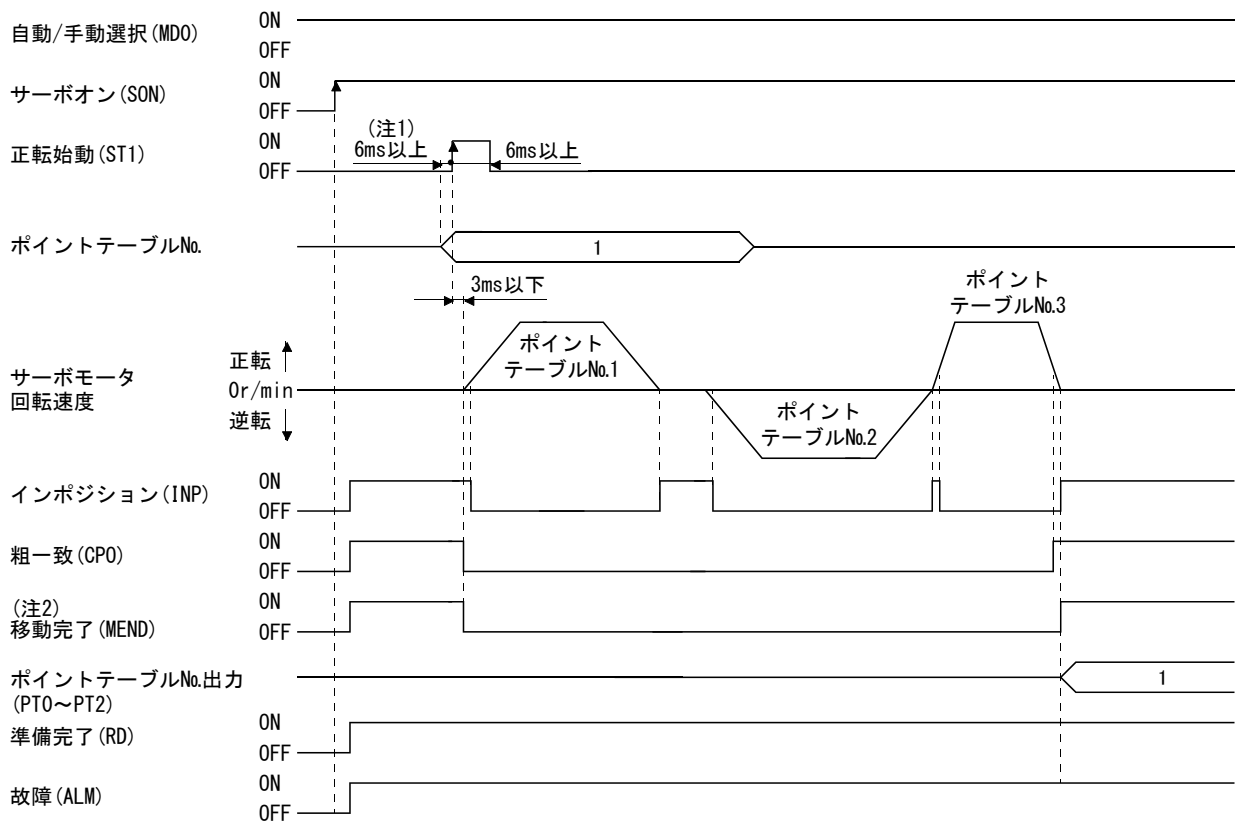 自動/手動選択(MD0)
ON
OFF
サーボオン(SON)
ON
OFF
正転始動(ST1)
ON
OFF
(注1)
6ms以上
6ms以上
ポイントテーブル№
1
3ms以下
サーボモータ
回転速度
正転
0r/min
逆転
ポイント
テーブル№1
ポイント
テーブル№2
ポイント
テーブル№3
インポジション(INP)
ON
OFF
粗一致(CPO)
ON
OFF
(注2)
移動完了(MEND)
ON
OFF
ポイントテーブル№出力
(PT0～PT2)
1
準備完了(RD)
ON
OFF
故障(ALM)
ON
OFF